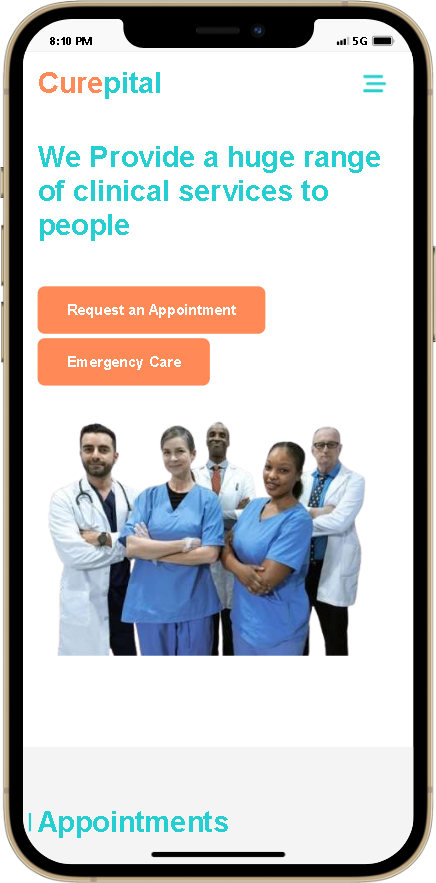 8:10 PM 5G
Curepital
We Provide a huge range
of clinical services to
people
Request an Appointment
Emergency Care
Appointments